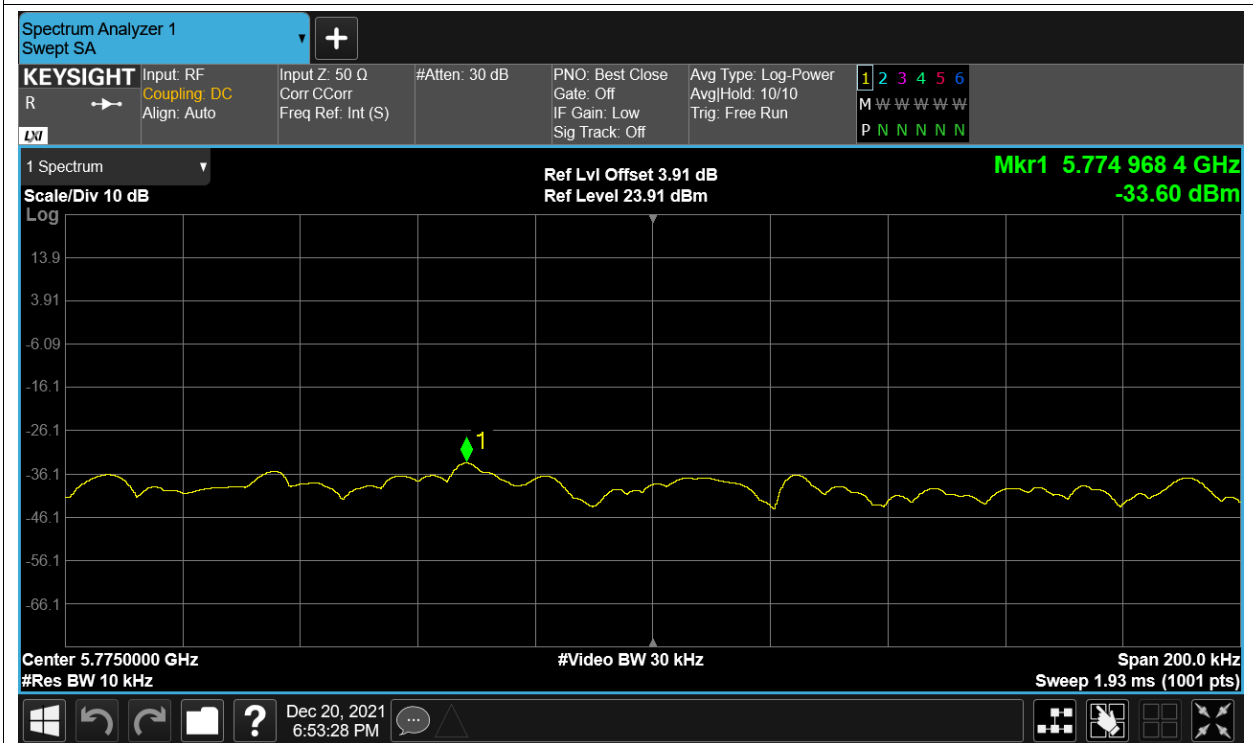 Spectrum Analyzer 1
Swept SA
KEYSIGHT
R
LXI
Input: RF
Coupling: DC
Align: Auto
Input Z: 50 Ω
Corr CCorr
Freq Ref: Int (S)
#Atten: 30 dB
PNO: Best Close
Gate: Off
IF Gain: Low
Sig Track: Off
Avg Type: Log-Power
Avg|Hold: 10/10
Trig: Free Run
1 2 3 4 5 6
M W W W W W
P N N N N N
1 Spectrum
Scale/Div 10 dB
Ref Lvl Offset 3.91 dB
Ref Level 23.91 dBm
Mkr1 5.774 968 4 GHz
-33.60 dBm
Log
13.9
3.91
-6.09
-16.1
-26.1
1
-36.1
-46.1
-56.1
-66.1
Center 5.7750000 GHz
#Video BW 30 kHz
Span 200.0 kHz
#Res BW 10 kHz
Sweep 1.93 ms (1001 pts)
?
Dec 20, 2021
6:53:28 PM